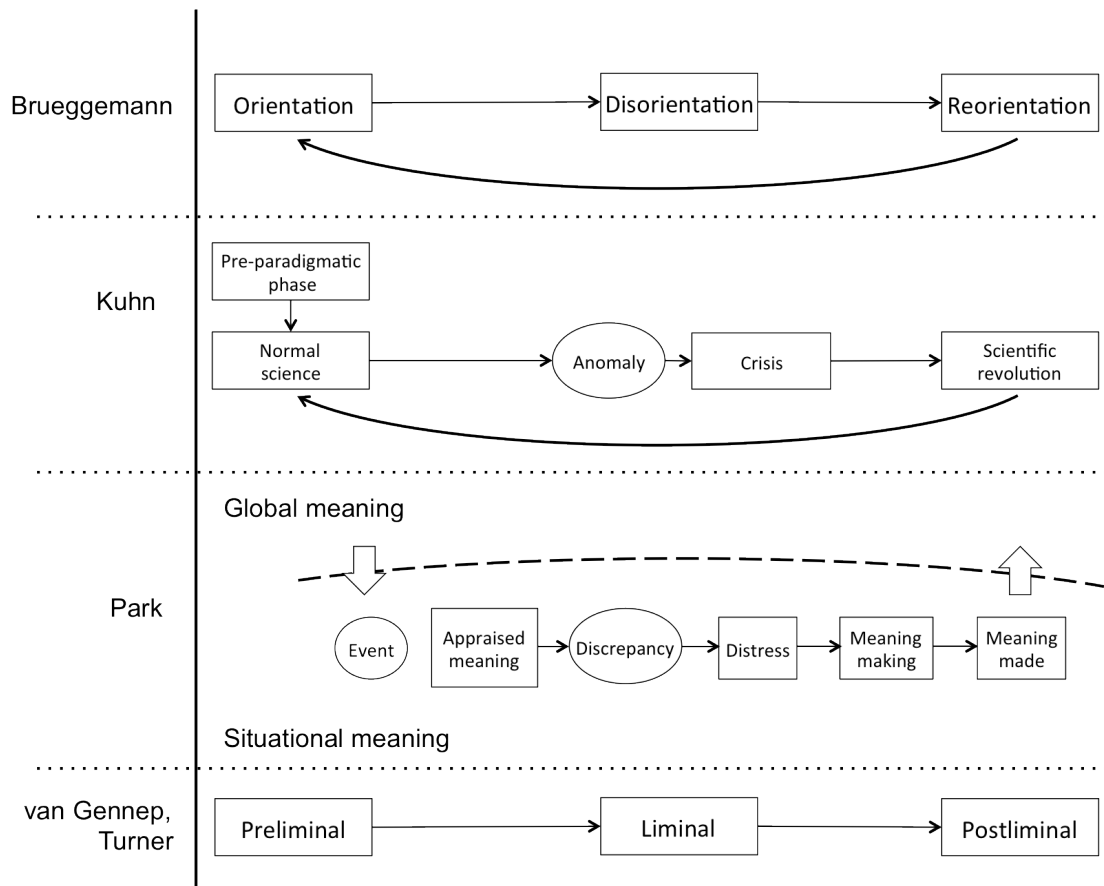 Brueggemann
Orientation
Disorientation
Reorientation
Kuhn
Pre-paradigmatic
phase
Normal
science
Anomaly
Crisis
Scientific
revolution
Park
Global meaning
Event
Appraised
meaning
Discrepancy
Distress
Meaning
making
Meaning
made
Situational meaning
van Gennep,
Turner
Preliminal
Liminal
Postliminal